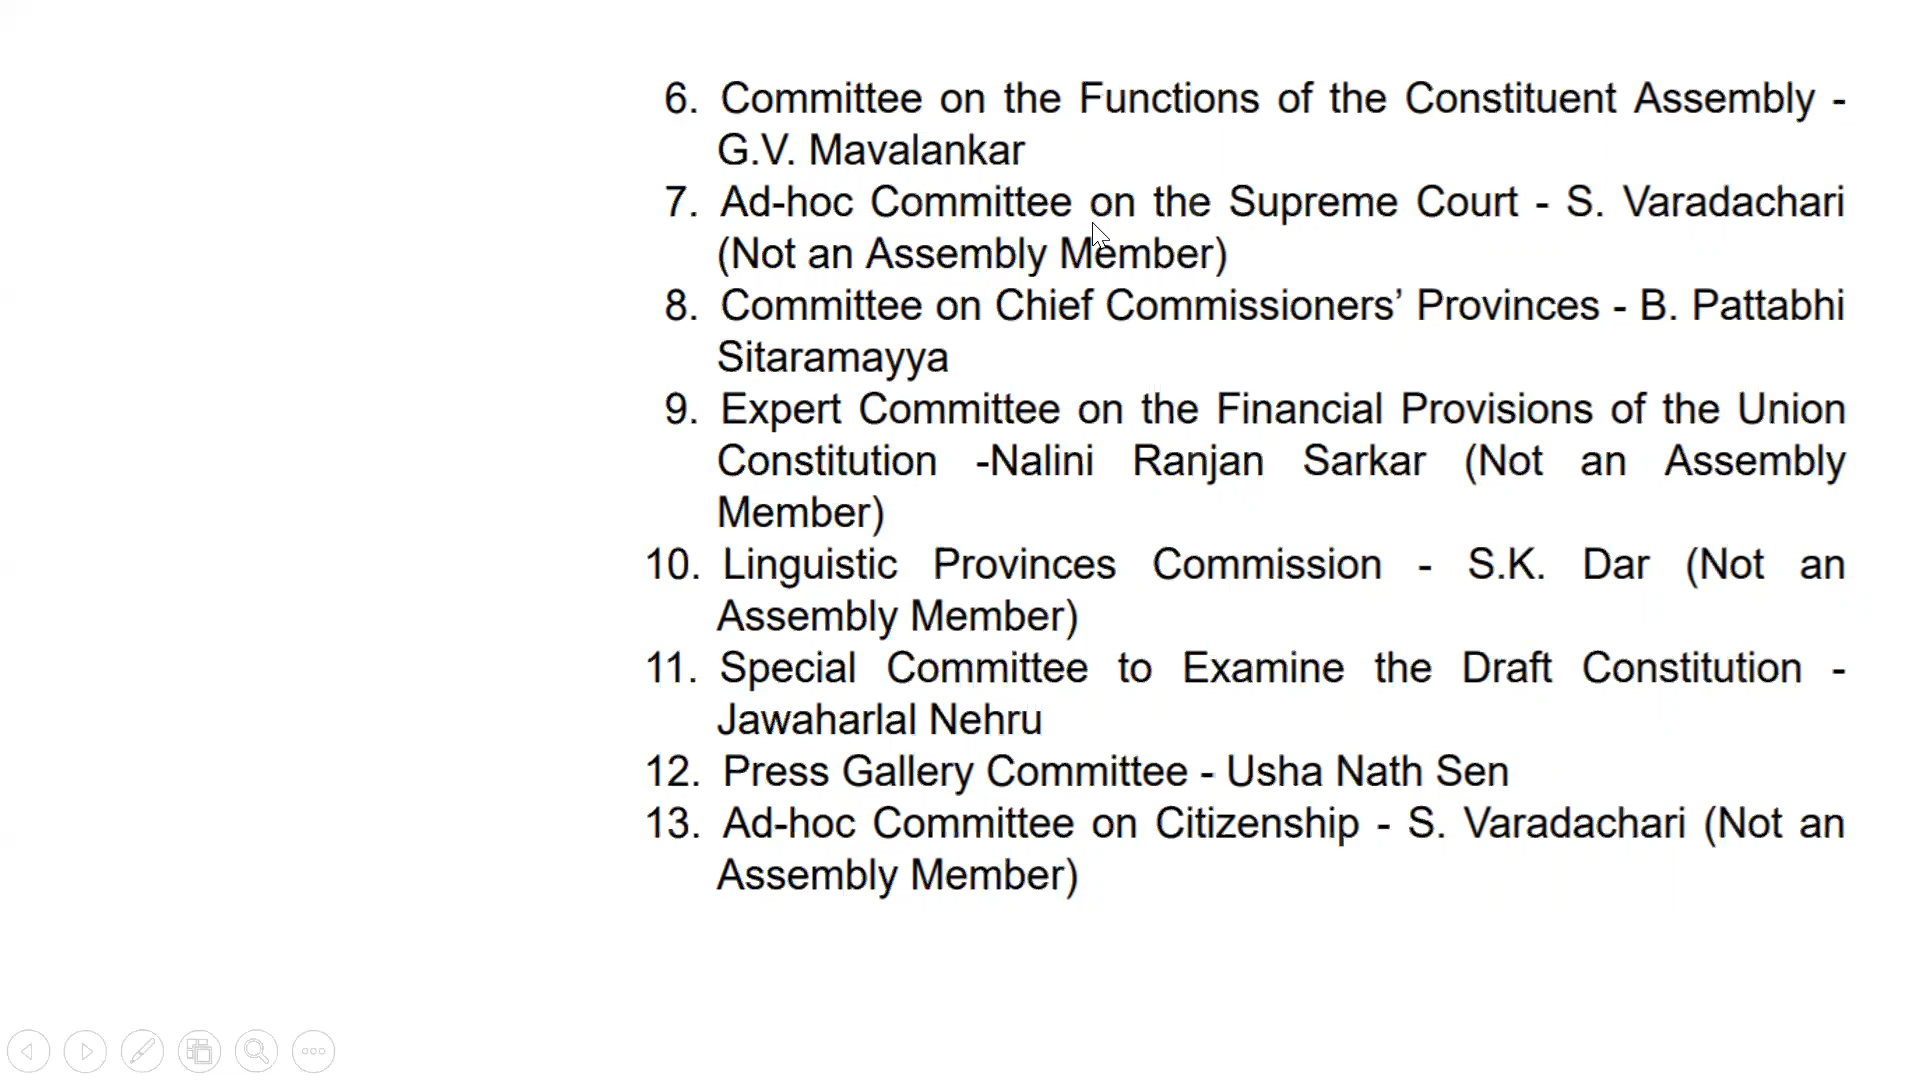 6. Committee on the Functions of the Constituent Assembly -
G.V. Mavalankar
7. Ad-hoc Committee on the Supreme Court - S. Varadachari
(Not an Assembly Member)
8. Committee on Chief Commissioners’ Provinces - B. Pattabhi
Sitaramayya
9. Expert Committee on the Financial Provisions of the Union
Constitution -Nalini Ranjan Sarkar (Not an Assembly
Member)
10. Linguistic Provinces Commission - S.K. Dar (Not an
Assembly Member)
11. Special Committee to Examine the Draft Constitution -
Jawaharlal Nehru
12. Press Gallery Committee - Usha Nath Sen
13. Ad-hoc Committee on Citizenship - S. Varadachari (Not an
Assembly Member)